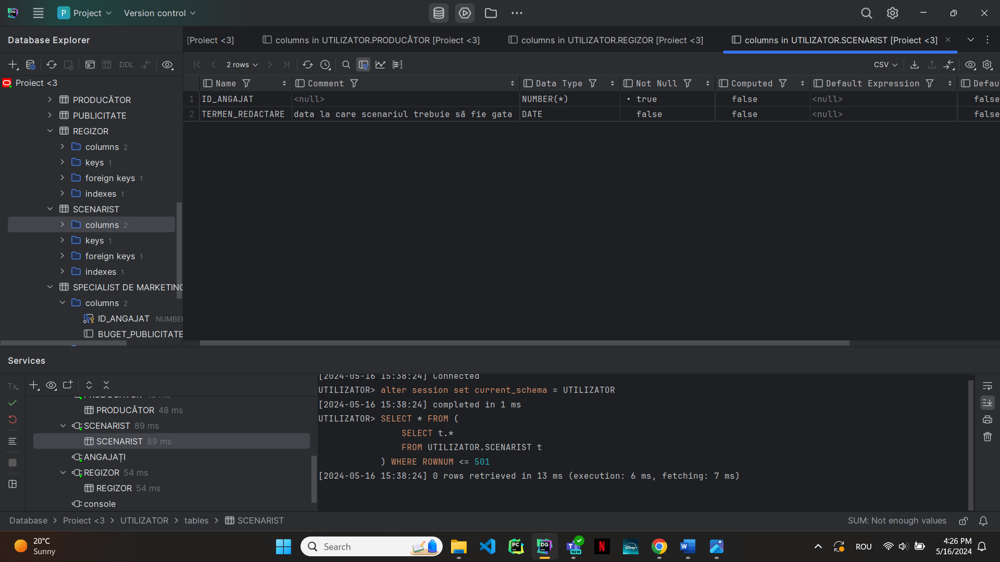 DG
P Project
Version control
Database Explorer
[Proiect <3]
columns in UTILIZATOR.PRODUCĂTOR [Proiect <3]
columns in UTILIZATOR.REGIZOR [Proiect <3]
columns in UTILIZATOR.SCENARIST [Proiect <3]
DDL
2 rows
CSV
Proiect <3
PRODUCĂTOR
PUBLICITATE
REGIZOR
columns 2
keys 1
foreign keys 1
indexes 1
SCENARIST
columns 2
keys 1
foreign keys 1
indexes 1
SPECIALIST DE MARKETING
columns 2
ID_ANGAJAT NUMBER
BUGET_PUBLICITATE
Name Comment Data Type Not Null Computed Default Expression Defau
1 ID_ANGAJAT <null> NUMBER(*) • true false <null> false
2 TERMEN_REDACTARE data la care scenariul trebuie să fie gata DATE false false <null> false
Services
Tx
PRODUCĂTOR 48 ms
PRODUCĂTOR 48 ms
SCENARIST 89 ms
SCENARIST 89 ms
ANGAJAȚI
REGIZOR 54 ms
REGIZOR 54 ms
console
[2024-05-16 15:38:24] Connected
UTILIZATOR> alter session set current_schema = UTILIZATOR
[2024-05-16 15:38:24] completed in 1 ms
UTILIZATOR> SELECT * FROM (
SELECT t.*
FROM UTILIZATOR.SCENARIST t
) WHERE ROWNUM <= 501
[2024-05-16 15:38:24] 0 rows retrieved in 13 ms (execution: 6 ms, fetching: 7 ms)
Database > Proiect <3 > UTILIZATOR > tables > SCENARIST
SUM: Not enough values
20°C
Sunny
Search
PC
DG
T NEW
N
Disney+
W
ROU
4:26 PM
5/16/2024